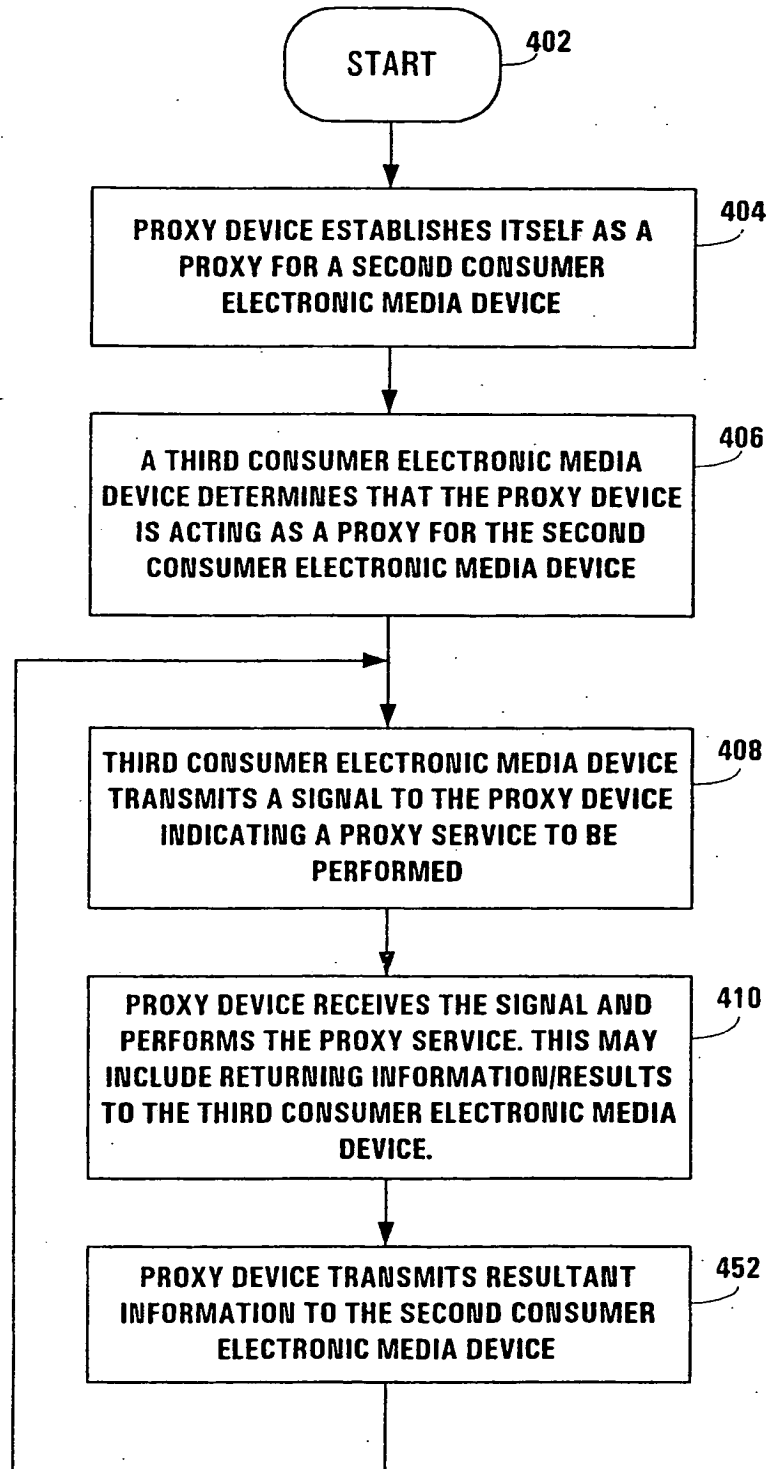 START
402
PROXY DEVICE ESTABLISHES ITSELF AS A
PROXY FOR A SECOND CONSUMER
ELECTRONIC MEDIA DEVICE
404
A THIRD CONSUMER ELECTRONIC MEDIA
DEVICE DETERMINES THAT THE PROXY DEVICE
IS ACTING AS A PROXY FOR THE SECOND
CONSUMER ELECTRONIC MEDIA DEVICE
406
THIRD CONSUMER ELECTRONIC MEDIA DEVICE
TRANSMITS A SIGNAL TO THE PROXY DEVICE
INDICATING A PROXY SERVICE TO BE
PERFORMED
408
PROXY DEVICE RECEIVES THE SIGNAL AND
PERFORMS THE PROXY SERVICE. THIS MAY
INCLUDE RETURNING INFORMATION/RESULTS
TO THE THIRD CONSUMER ELECTRONIC MEDIA
DEVICE.
410
PROXY DEVICE TRANSMITS RESULTANT
INFORMATION TO THE SECOND CONSUMER
ELECTRONIC MEDIA DEVICE
452